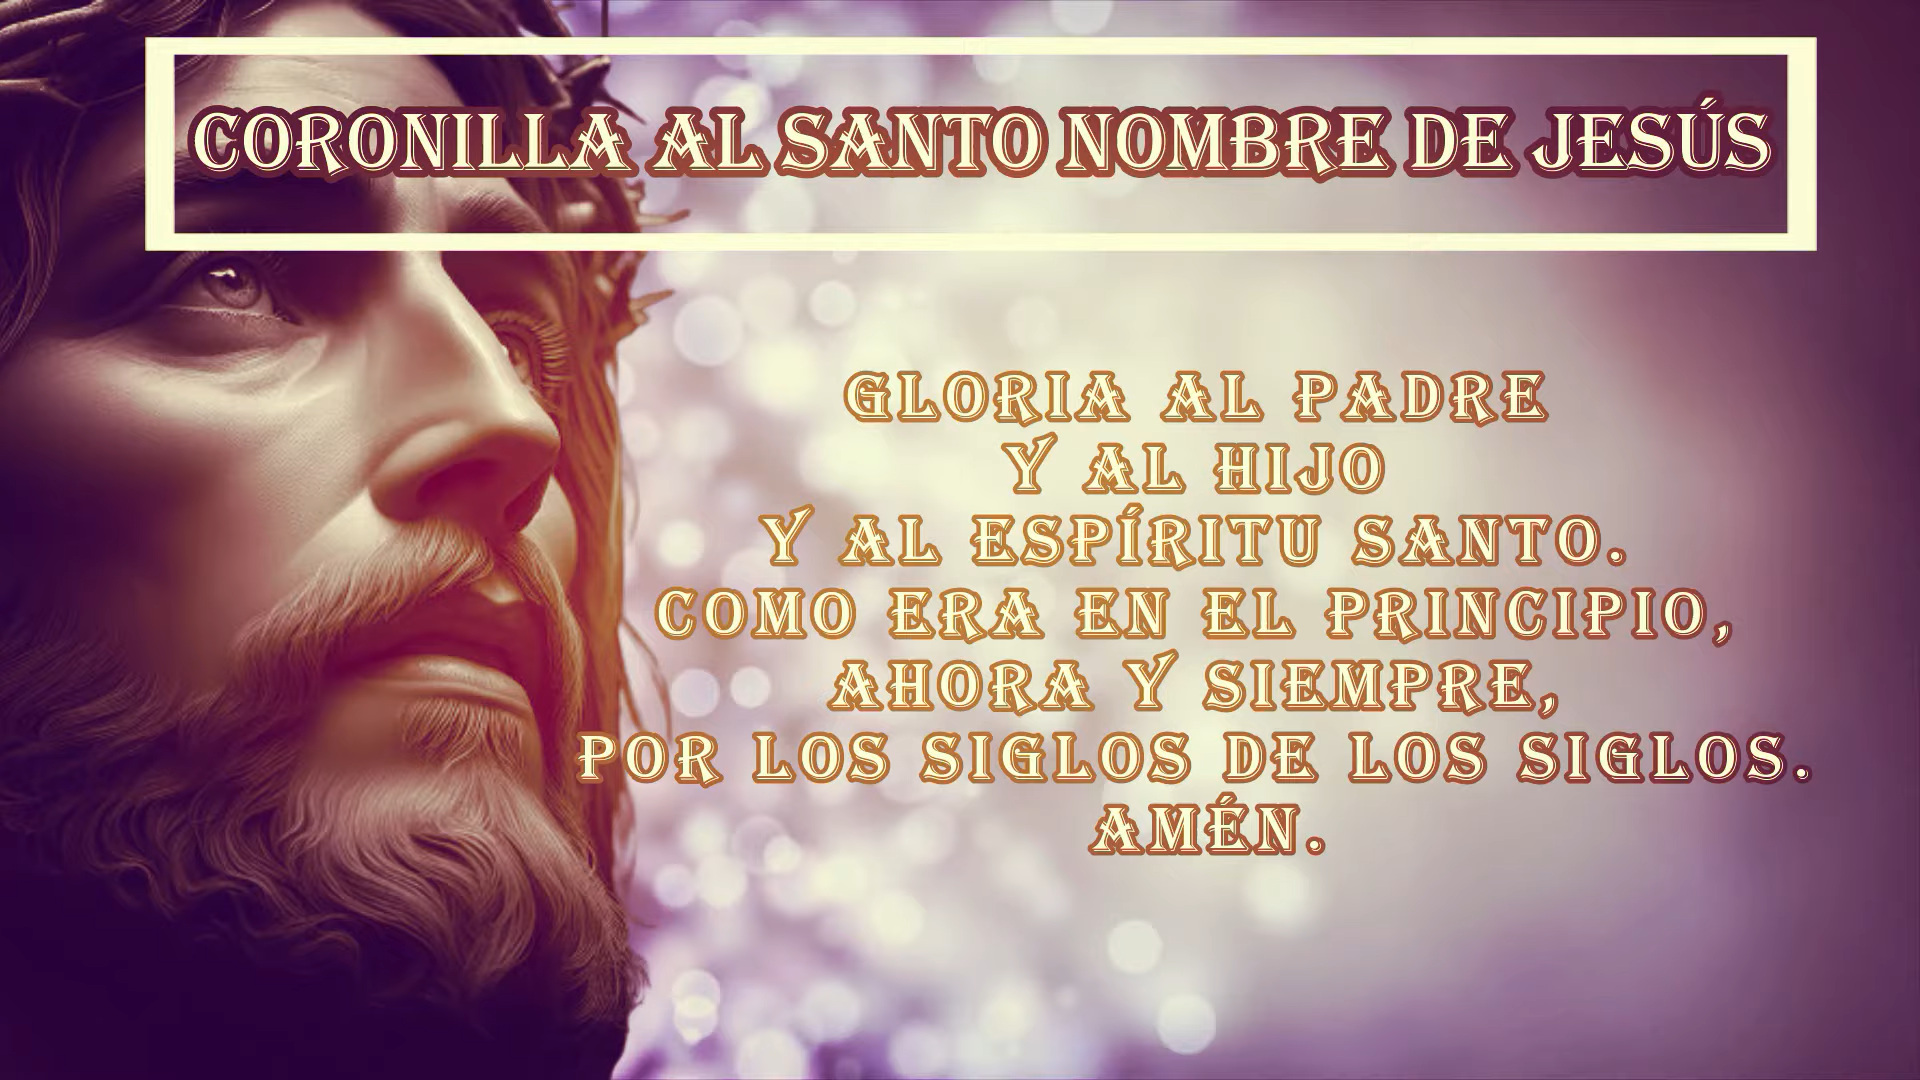 CORONILLA AL SANTO NOMBRE DE JESÚS
GLORIA AL PADRE
Y AL HIJO
Y AL ESPÍRITU SANTO.
COMO ERA EN EL PRINCIPIO,
AHORA Y SIEMPRE,
POR LOS SIGLOS DE LOS SIGLOS.
AMÉN.